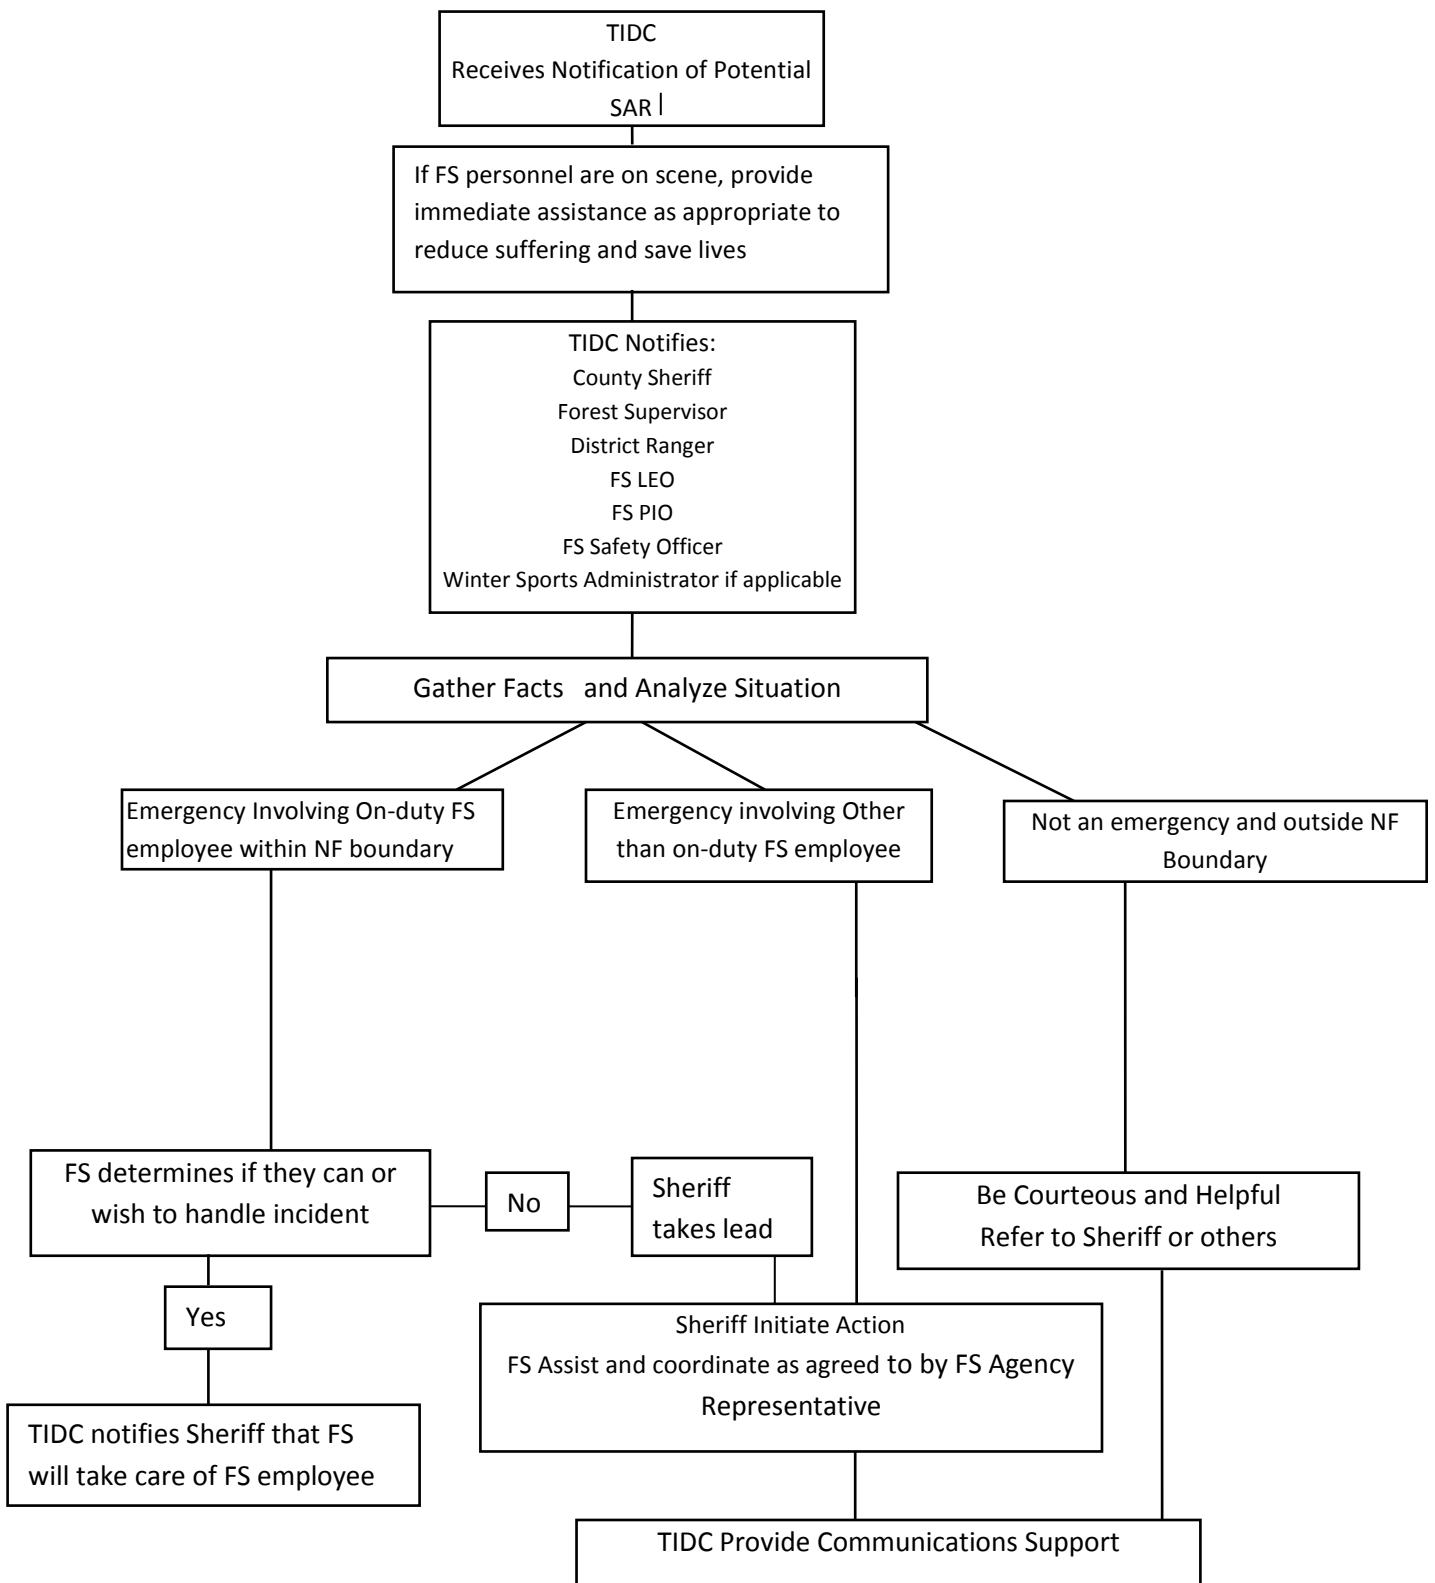 TIDC
Receives Notification of Potential
SAR
If FS personnel are on scene, provide
immediate assistance as appropriate to
reduce suffering and save lives
TIDC Notifies:
County Sheriff
Forest Supervisor
District Ranger
FS LEO
FS PIO
FS Safety Officer
Winter Sports Administrator if applicable
Gather Facts and Analyze Situation
Emergency Involving On-duty FS
employee within NF boundary
Emergency involving Other
than on-duty FS employee
Not an emergency and outside NF
Boundary
FS determines if they can or
wish to handle incident
No
Sheriff
takes lead
Be Courteous and Helpful
Refer to Sheriff or others
Yes
Sheriff Initiate Action
FS Assist and coordinate as agreed to by FS Agency
Representative
TIDC notifies Sheriff that FS
will take care of FS employee
TIDC Provide Communications Support